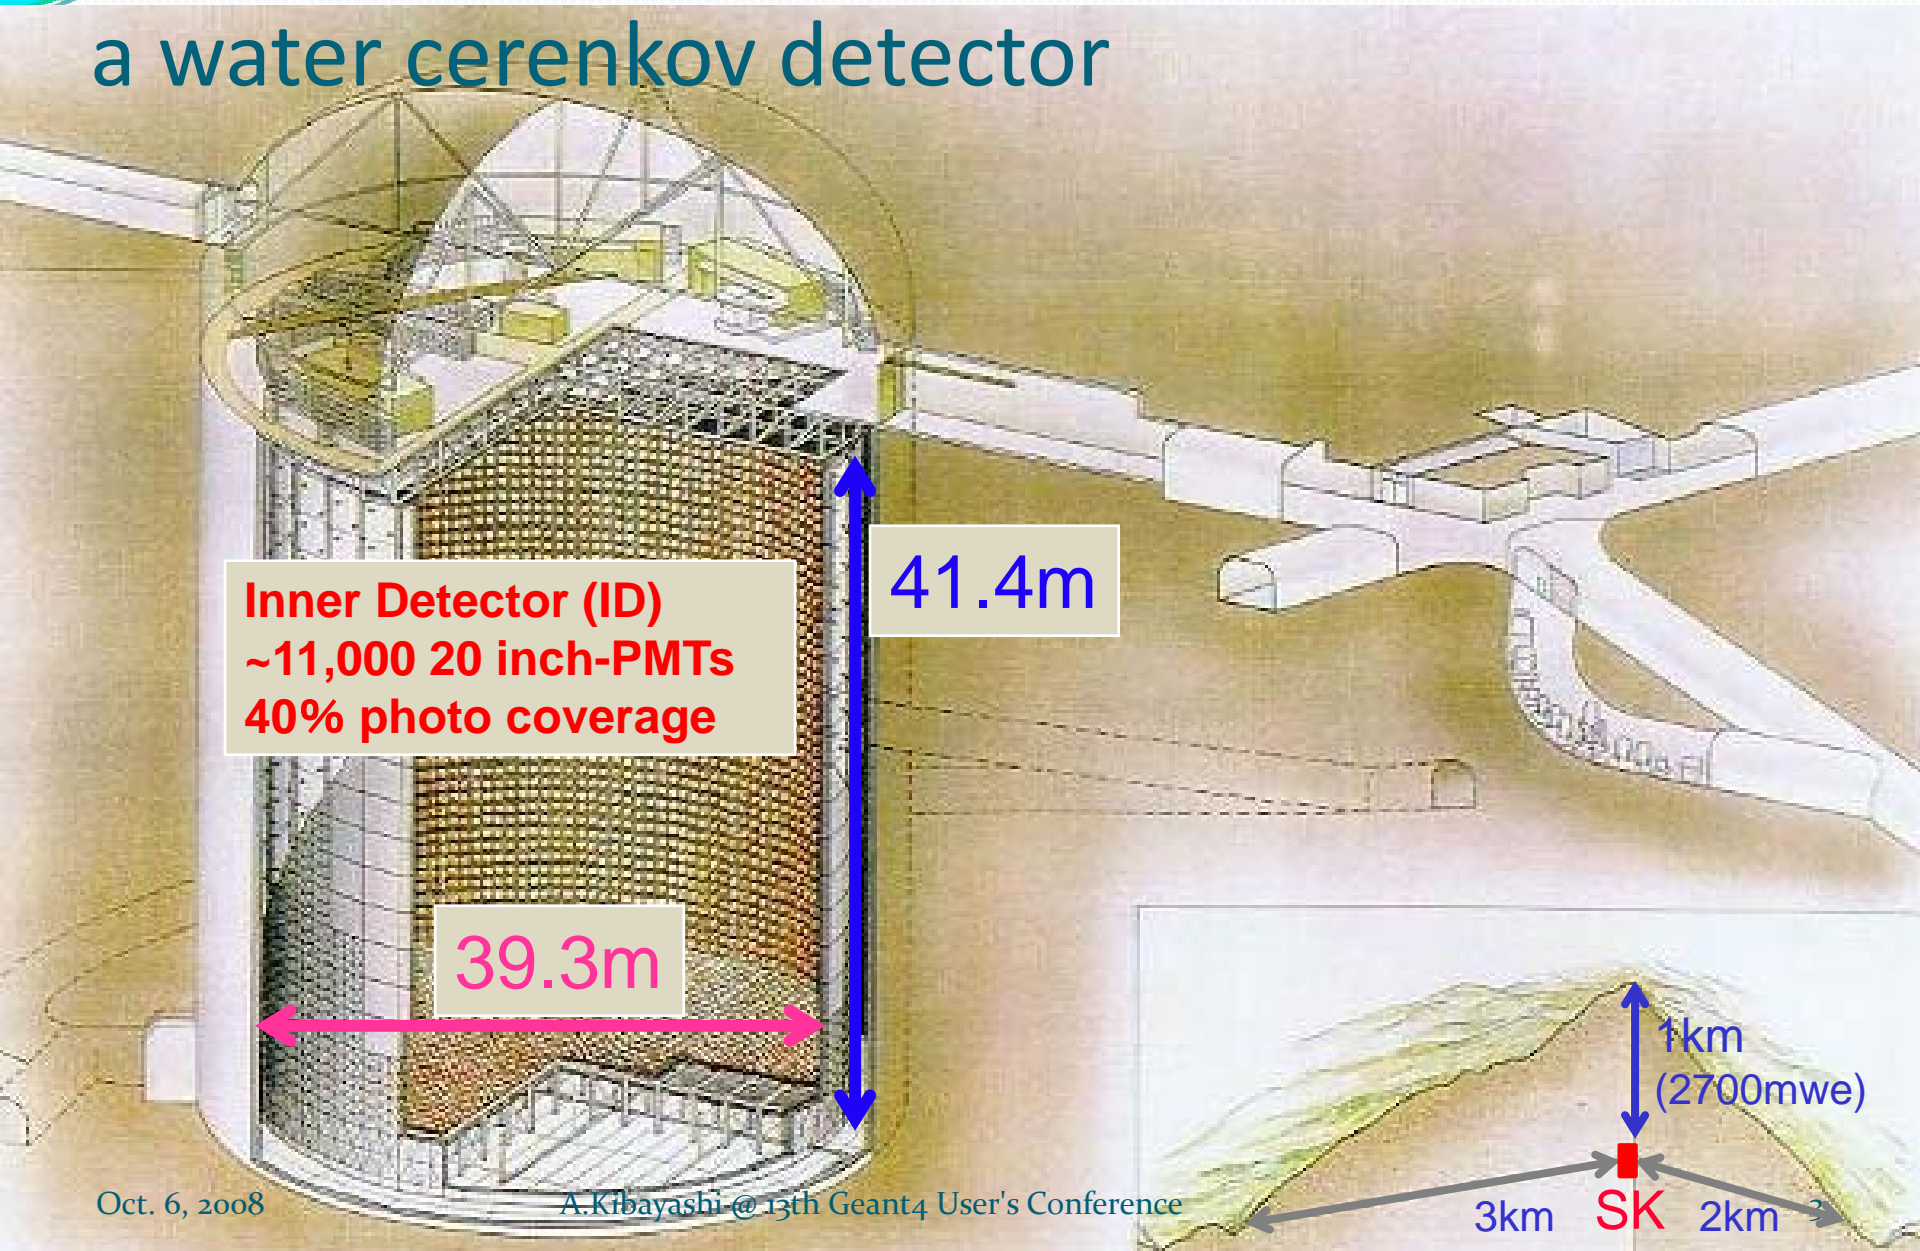 a water cerenkov detector
41.4m
Inner Detector (ID)
~11,000 20 inch-PMTs
40% photo coverage
39.3m
1km
(2700mwe)
3km
SK
2km
Oct. 6, 2008
A.Kibayashi @ 13th Geant4 User's Conference